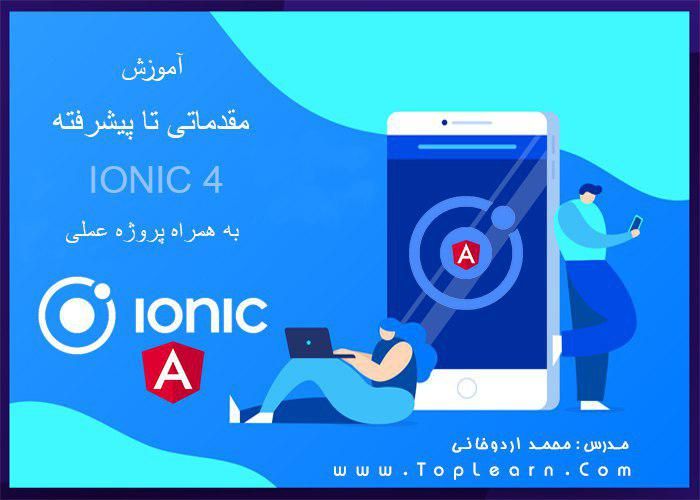 آموزش
مقدماتی تا پیشرفته
IONIC 4
به همراه پروژه عملی
IONIC
A
A
مدرس: محمد اردوخانی
www.TopLearn.Com